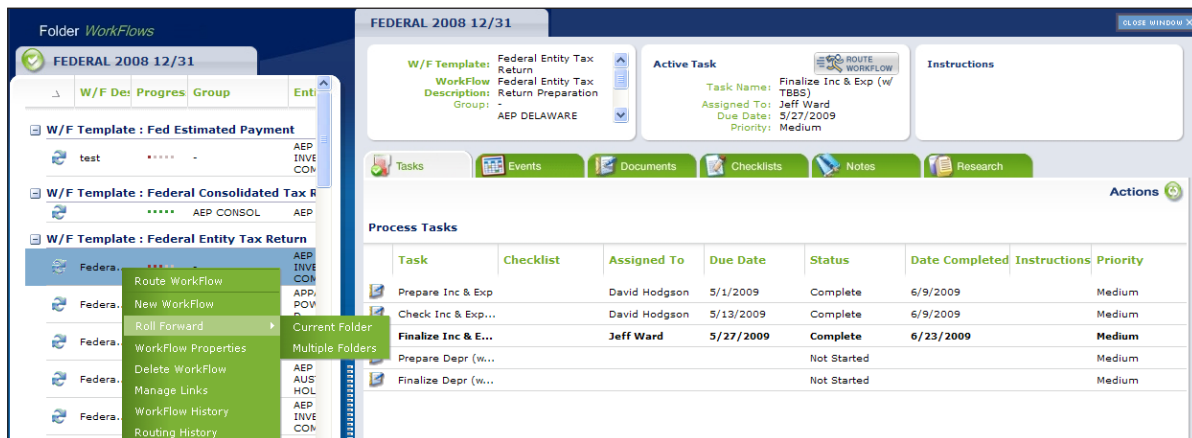 Folder WorkFlows
FEDERAL 2008 12/31
W/F Des Progres Group Enti
W/F Template : Fed Estimated Payment
test - AEP
INVE
COM
W/F Template : Federal Consolidated Tax R
AEP CONSOL AEP
W/F Template : Federal Entity Tax Return
Federa.. - AEP
INVE
COM
Federa. APPA
POW
Federa.
Federa. AEP
AUS
HOL
Federa. AEP
INVE
COM
Route WorkFlow
New WorkFlow
Roll Forward
WorkFlow Properties
Delete WorkFlow
Manage Links
WorkFlow History
Routing History
Current Folder
Multiple Folders
FEDERAL 2008 12/31
CLOSE WINDOW X
W/F Template: Federal Entity Tax
Return
WorkFlow Federal Entity Tax
Description: Return Preparation
Group: -
AEP DELAWARE
Active Task
ROUTE
WORKFLOW
Task Name: Finalize Inc & Exp (w/
TBBS)
Assigned To: Jeff Ward
Due Date: 5/27/2009
Priority: Medium
Instructions
Tasks Events Documents Checklists Notes Research
Actions
Process Tasks
Task Checklist Assigned To Due Date Status Date Completed Instructions Priority
Prepare Inc & Exp David Hodgson 5/1/2009 Complete 6/9/2009 Medium
Check Inc & Exp... David Hodgson 5/13/2009 Complete 6/9/2009 Medium
Finalize Inc & E... Jeff Ward 5/27/2009 Complete 6/23/2009 Medium
Prepare Depr (w... Not Started Medium
Finalize Depr (w... Not Started Medium